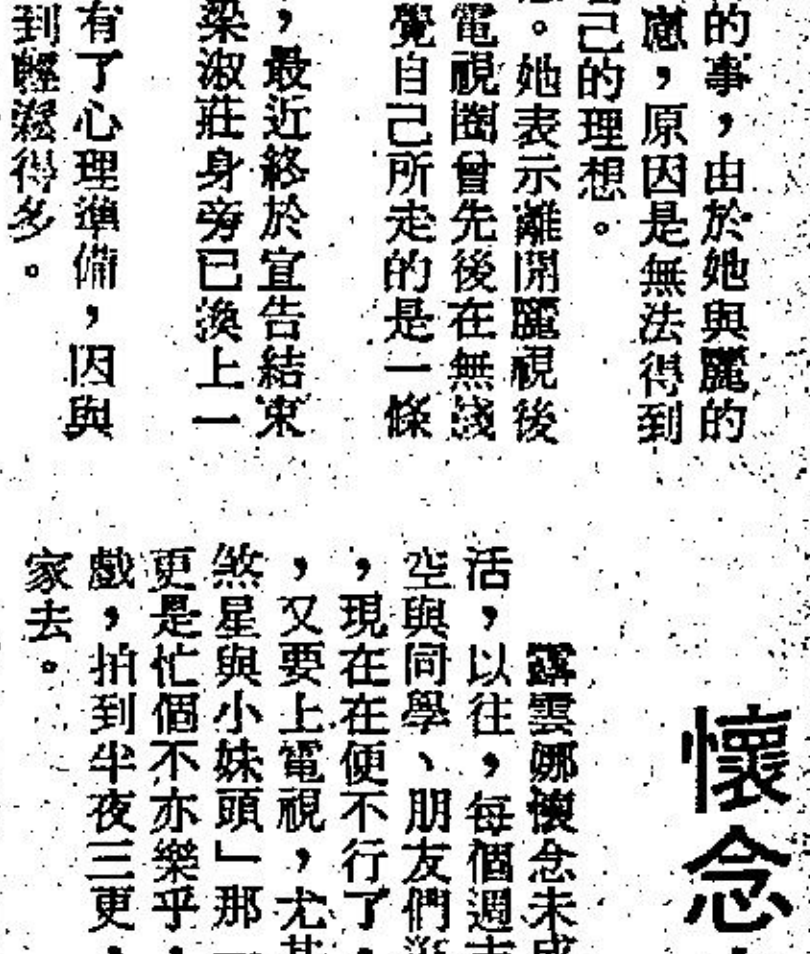 的事，由於她與麗的
慮，原因是無法得到
己的理想。
。她表示離開麗視後
電視圈曾先後在無綫
覺自己所走的是一條
，最近終於宣告結束
梁淑莊身旁已換上一
有了心理準備，因與
到輕鬆得多。
懷念
露雲娜懷念未成
活，以往，每個週末
空與同學、朋友們逛
，現在在便不行了，
，又要上電視，尤其
煞星與小妹頭」那一
更是忙個不亦樂乎，
戲，拍到半夜三更，
家去。